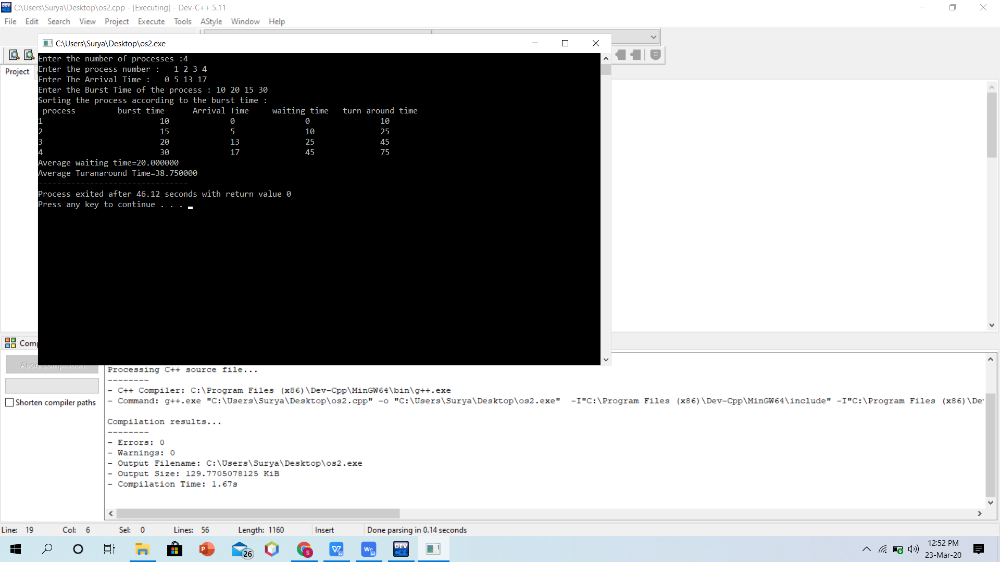 C:\Users\Surya\Desktop\os2.cpp - [Executing] - Dev-C++ 5.11
File Edit Search View Project Execute Tools AStyle Window Help
C:\Users\Surya\Desktop\os2.exe
Project
Enter the number of processes :4
Enter the process number :   1 2 3 4
Enter The Arrival Time :   0 5 13 17
Enter the Burst Time of the process : 10 20 15 30
Sorting the process according to the burst time :
process burst time Arrival Time waiting time turn around time
1 10 0 0 10
2 15 5 10 25
3 20 13 25 45
4 30 17 45 75
Average waiting time=20.000000
Average Turanaround Time=38.750000
--------------------------------
Process exited after 46.12 seconds with return value 0
Press any key to continue . . .
Abort Compilation
Shorten compiler paths
Processing C++ source file...
--------
- C++ Compiler: C:\Program Files (x86)\Dev-Cpp\MinGW64\bin\g++.exe
- Command: g++.exe "C:\Users\Surya\Desktop\os2.cpp" -o "C:\Users\Surya\Desktop\os2.exe"  -I"C:\Program Files (x86)\Dev-Cpp\MinGW64\include" -I"C:\Program Files (x86)\De
Compilation results...
--------
- Errors: 0
- Warnings: 0
- Output Filename: C:\Users\Surya\Desktop\os2.exe
- Output Size: 129.7705078125 KiB
- Compilation Time: 1.67s
Line: 19 Col: 6 Sel: 0 Lines: 56 Length: 1160 Insert Done parsing in 0.14 seconds
26
S
DEV
C++
12:52 PM
23-Mar-20